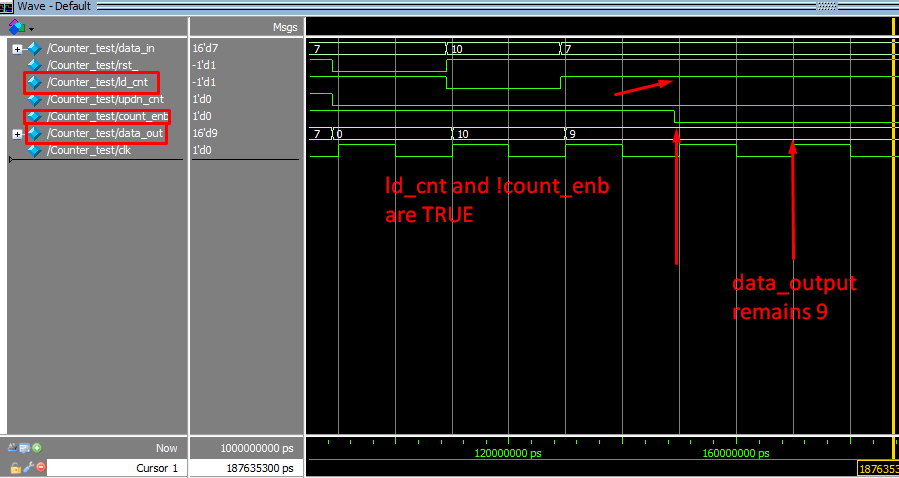 Wave - Default
Msgs
/Counter_test/data_in 16'd7 7 10 7
/Counter_test/rst_ -1'd1
/Counter_test/ld_cnt -1'd1
/Counter_test/updn_cnt 1'd0
/Counter_test/count_enb 1'd0
/Counter_test/data_out 16'd9 7 0 10 9
/Counter_test/clk 1'd0
ld_cnt and !count_enb
are TRUE
data_output
remains 9
Now 1000000000 ps 120000000 ps 160000000 ps
Cursor 1 187635300 ps 1876353